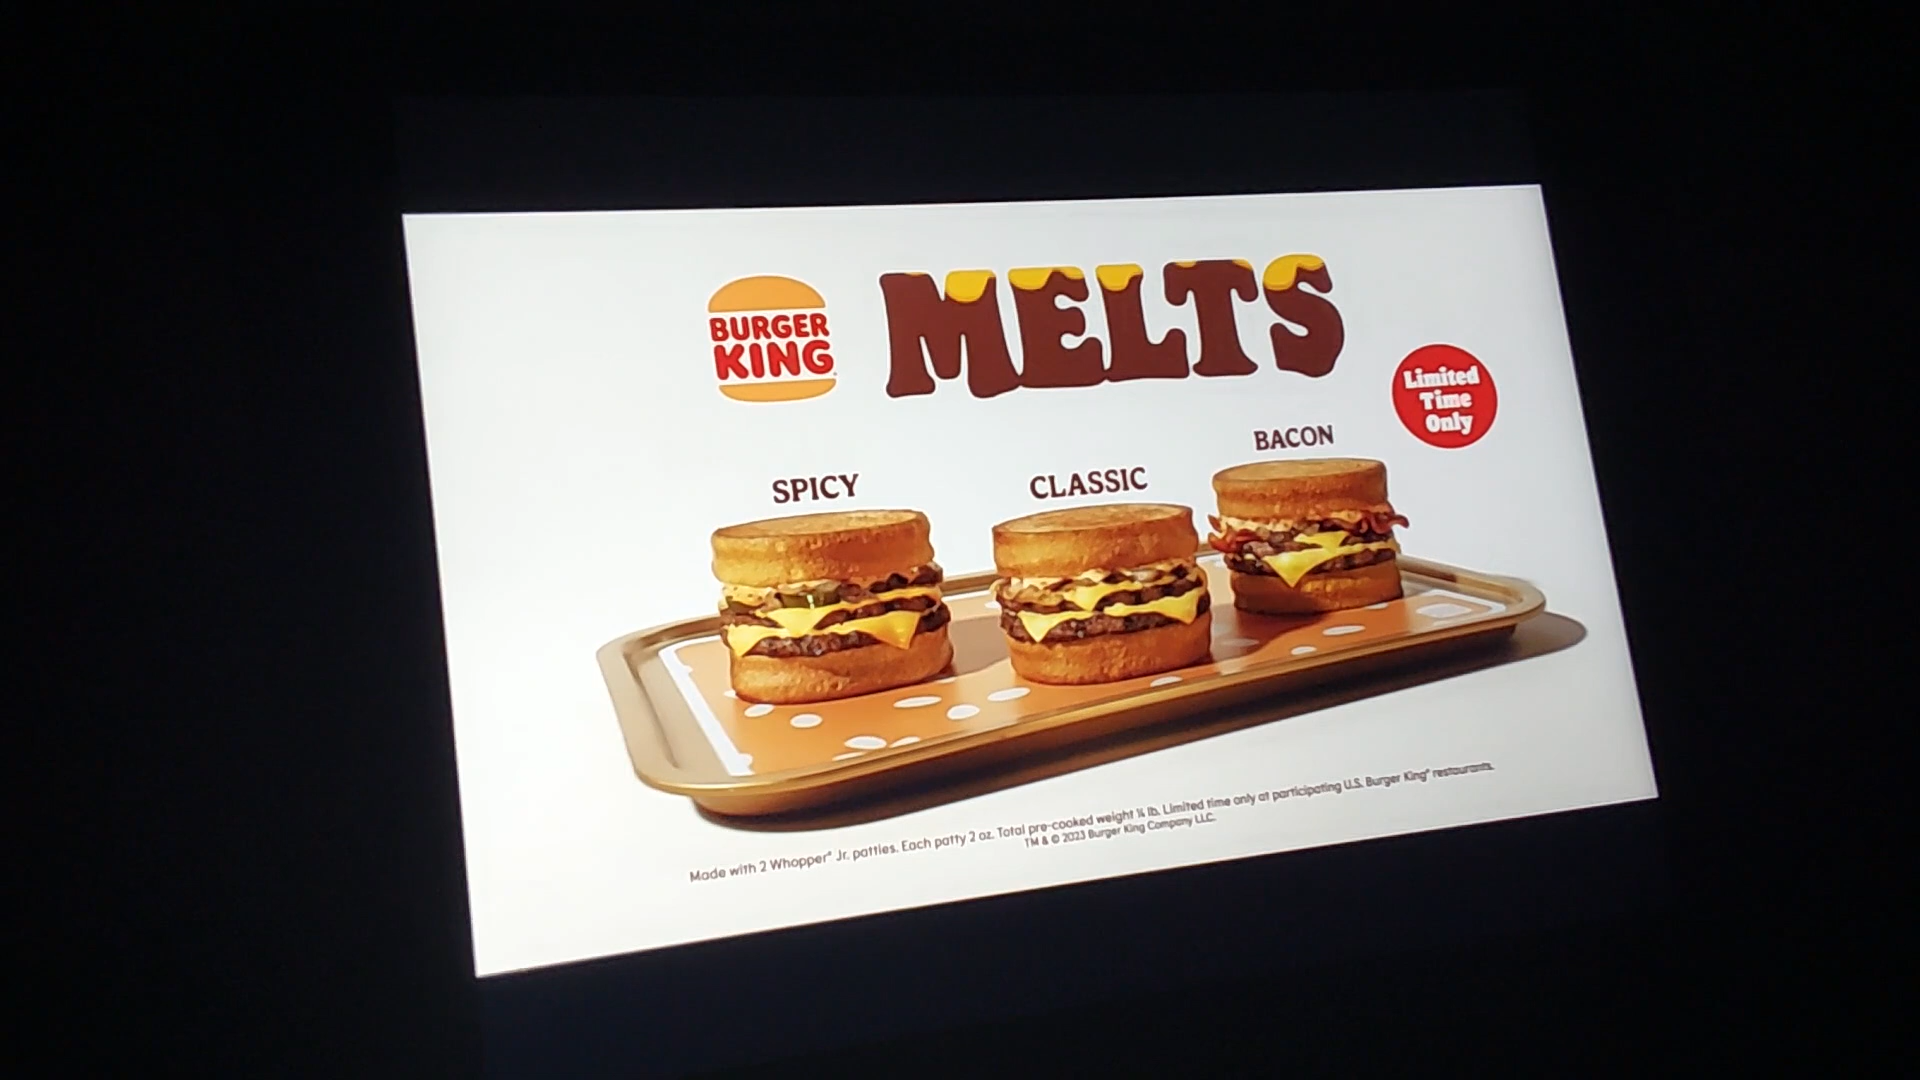 BURGER
KING
MELTS
Limited
Time
Only
BACON
SPICY
CLASSIC
Made with 2 Whopper® Jr. patties. Each patty 2 oz. Total pre-cooked weight ¼ lb. Limited time only at participating U.S. Burger King® restaurants.
TM & © 2023 Burger King Company LLC.